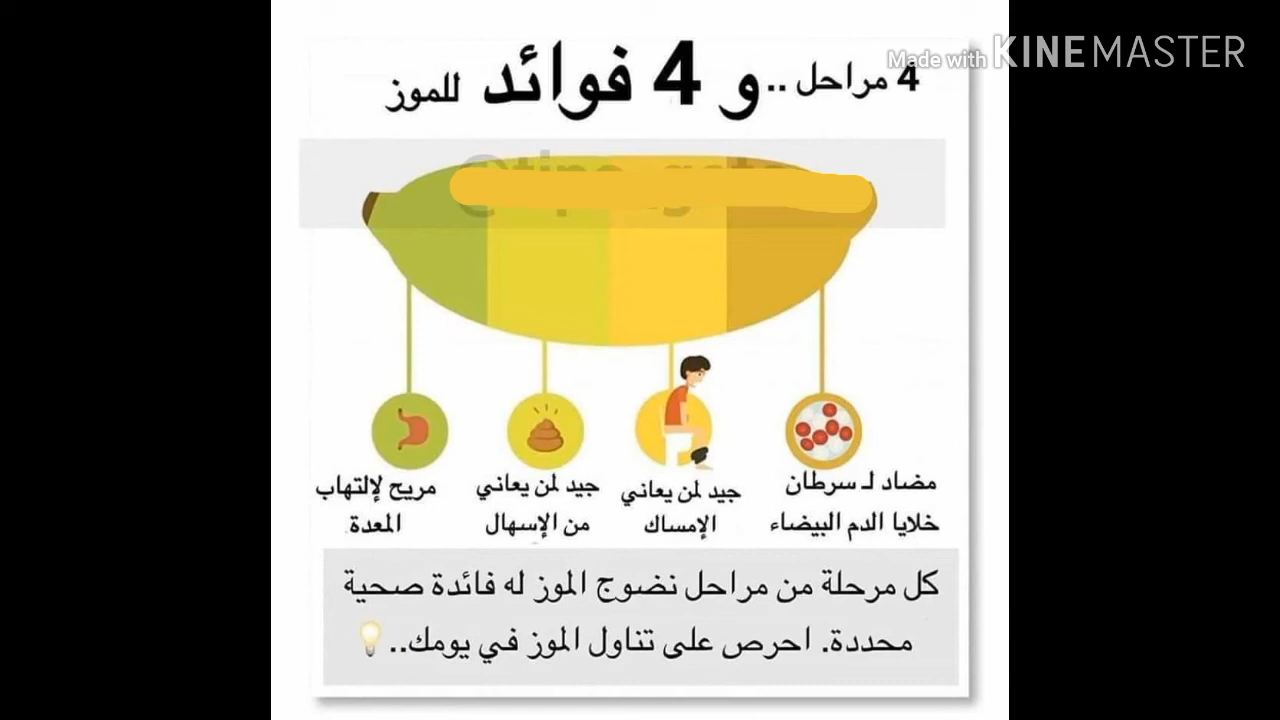 Made with KINEMASTER
4 مراحل .. و 4 فوائد للموز
مضاد لـ سرطان
خلايا الدم البيضاء
جيد لمن يعاني
الإمساك
جيد لمن يعاني
من الإسهال
مريح لإلتهاب
المعدة
كل مرحلة من مراحل نضوج الموز له فائدة صحية
محددة. احرص على تناول الموز في يومك..